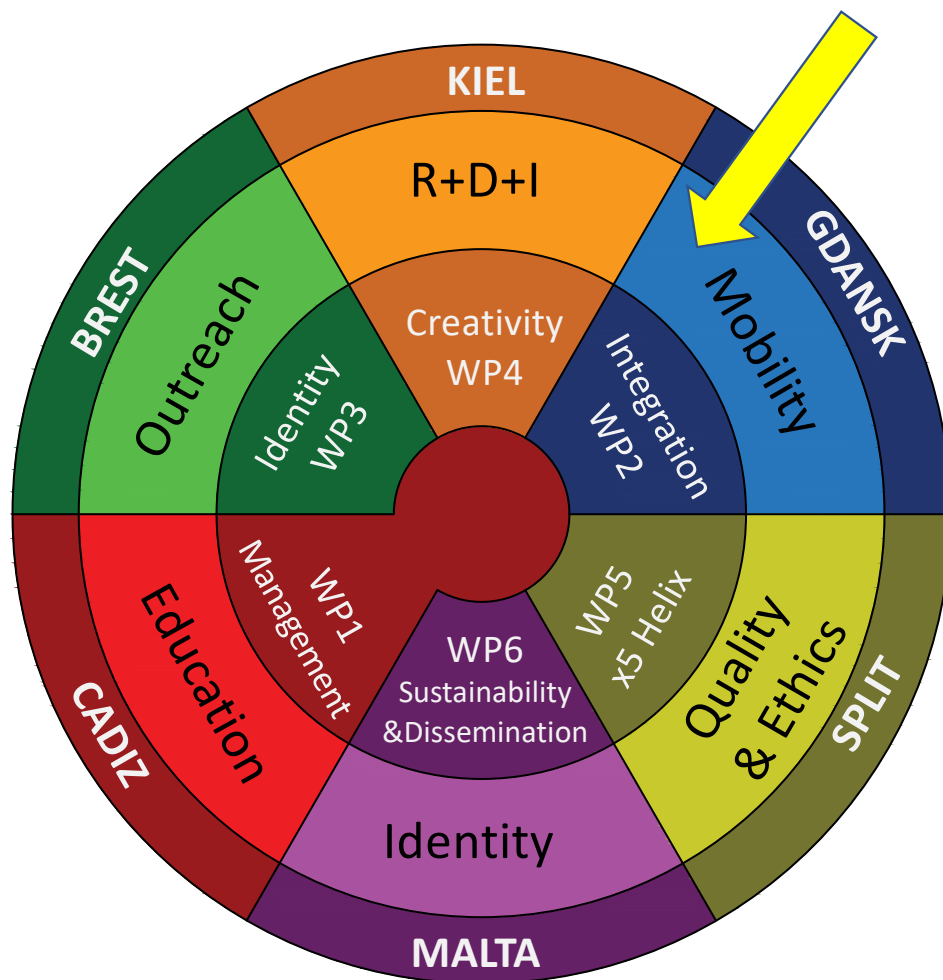 KIEL
R+D+I
Creativity
WP4
GDANSK
Mobility
Integration
WP2
SPLIT
Quality
& Ethics
WP5
x5 Helix
MALTA
Identity
WP6
Sustainability
&Dissemination
CADIZ
Education
WP1
Management
BREST
Outreach
Identity
WP3